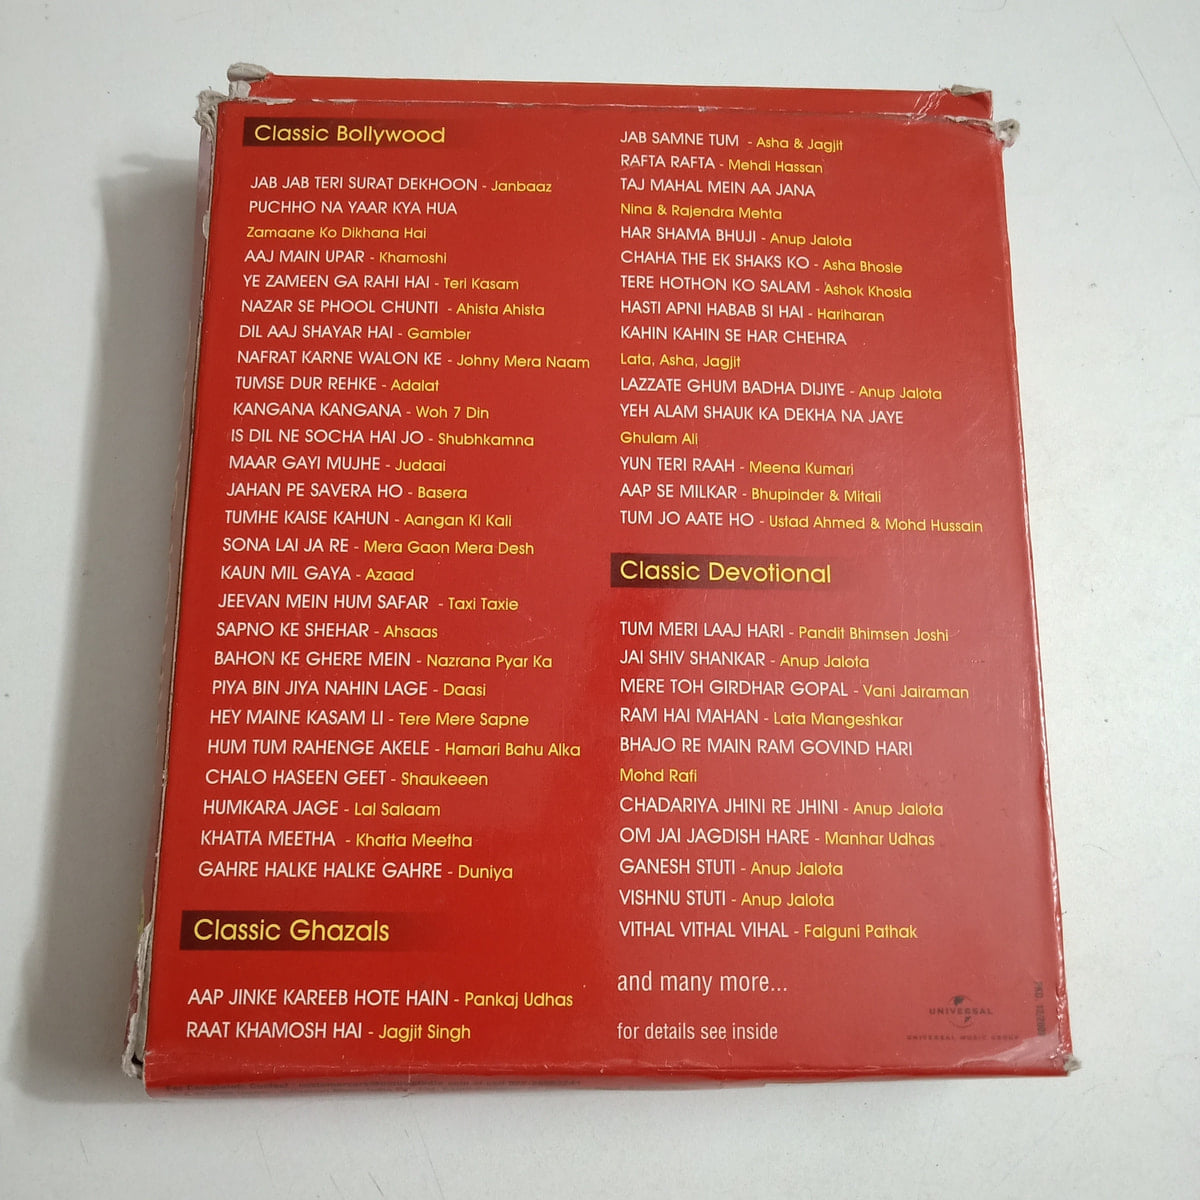 Classic Bollywood
JAB JAB TERI SURAT DEKHOON - Janbaaz
PUCHHO NA YAAR KYA HUA
Zamaane Ko Dikhana Hai
AAJ MAIN UPAR - Khamoshi
YE ZAMEEN GA RAHI HAI - Teri Kasam
NAZAR SE PHOOL CHUNTI - Ahista Ahista
DIL AAJ SHAYAR HAI - Gambler
NAFRAT KARNE WALON KE - Johny Mera Naam
TUMSE DUR REHKE - Adalat
KANGANA KANGANA - Woh 7 Din
IS DIL NE SOCHA HAI JO - Shubhkamna
MAAR GAYI MUJHE - Judaai
JAHAN PE SAVERA HO - Basera
TUMHE KAISE KAHUN - Aangan Ki Kali
SONA LAI JA RE - Mera Gaon Mera Desh
KAUN MIL GAYA - Azaad
JEEVAN MEIN HUM SAFAR - Taxi Taxie
SAPNO KE SHEHAR - Ahsaas
BAHON KE GHERE MEIN - Nazrana Pyar Ka
PIYA BIN JIYA NAHIN LAGE - Daasi
HEY MAINE KASAM LI - Tere Mere Sapne
HUM TUM RAHENGE AKELE - Hamari Bahu Alka
CHALO HASEEN GEET - Shaukeeen
HUMKARA JAGE - Lal Salaam
KHATTA MEETHA - Khatta Meetha
GAHRE HALKE HALKE GAHRE - Duniya
Classic Ghazals
AAP JINKE KAREEB HOTE HAIN - Pankaj Udhas
RAAT KHAMOSH HAI - Jagjit Singh
JAB SAMNE TUM - Asha & Jagjit
RAFTA RAFTA - Mehdi Hassan
TAJ MAHAL MEIN AA JANA
Nina & Rajendra Mehta
HAR SHAMA BHUJI - Anup Jalota
CHAHA THE EK SHAKS KO - Asha Bhosle
TERE HOTHON KO SALAM - Ashok Khosla
HASTI APNI HABAB SI HAI - Hariharan
KAHIN KAHIN SE HAR CHEHRA
Lata, Asha, Jagjit
LAZZATE GHUM BADHA DIJIYE - Anup Jalota
YEH ALAM SHAUK KA DEKHA NA JAYE
Ghulam Ali
YUN TERI RAAH - Meena Kumari
AAP SE MILKAR - Bhupinder & Mitali
TUM JO AATE HO - Ustad Ahmed & Mohd Hussain
Classic Devotional
TUM MERI LAAJ HARI - Pandit Bhimsen Joshi
JAI SHIV SHANKAR - Anup Jalota
MERE TOH GIRDHAR GOPAL - Vani Jairaman
RAM HAI MAHAN - Lata Mangeshkar
BHAJO RE MAIN RAM GOVIND HARI
Mohd Rafi
CHADARIYA JHINI RE JHINI - Anup Jalota
OM JAI JAGDISH HARE - Manhar Udhas
GANESH STUTI - Anup Jalota
VISHNU STUTI - Anup Jalota
VITHAL VITHAL VIHAL - Falguni Pathak
and many more...
for details see inside
UNIVERSAL
UNIVERSAL MUSIC GROUP